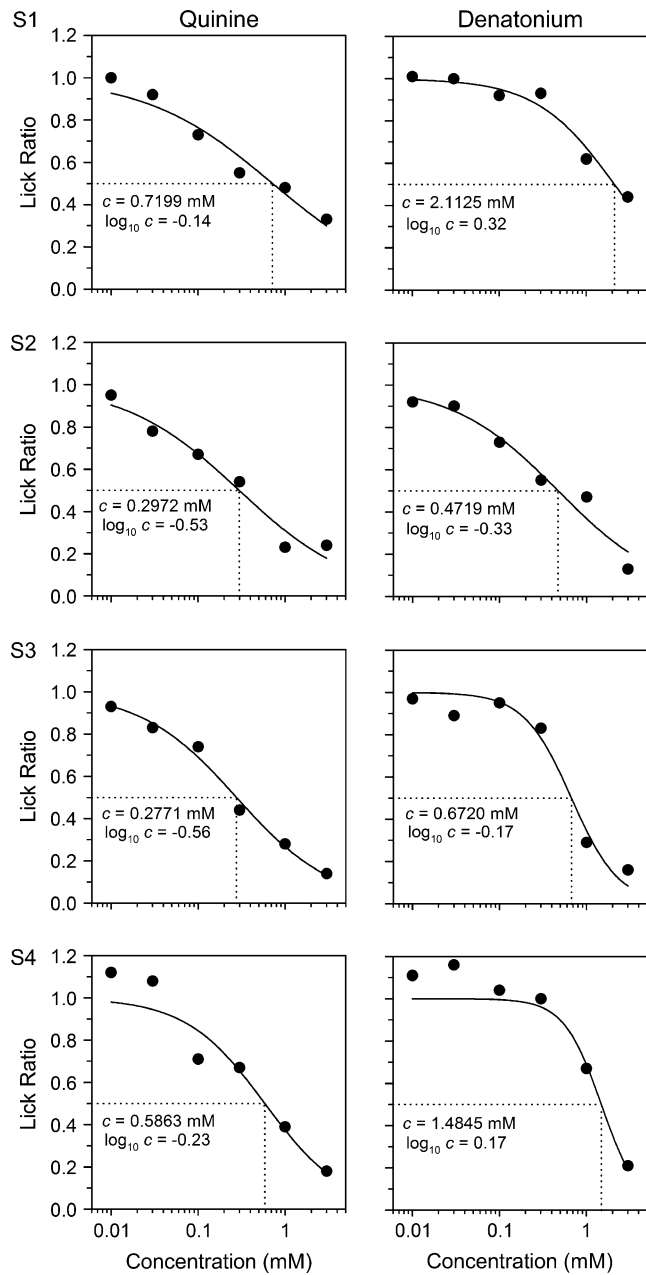 S1 Quinine Denatonium
1.2
1.0
0.8
0.6
0.4
0.2
0.0
Lick Ratio
c = 0.7199 mM
log10 c = -0.14
c = 2.1125 mM
log10 c = 0.32
S2
1.2
1.0
0.8
0.6
0.4
0.2
0.0
Lick Ratio
c = 0.2972 mM
log10 c = -0.53
c = 0.4719 mM
log10 c = -0.33
S3
1.2
1.0
0.8
0.6
0.4
0.2
0.0
Lick Ratio
c = 0.2771 mM
log10 c = -0.56
c = 0.6720 mM
log10 c = -0.17
S4
1.2
1.0
0.8
0.6
0.4
0.2
0.0
Lick Ratio
c = 0.5863 mM
log10 c = -0.23
c = 1.4845 mM
log10 c = 0.17
0.01 0.1 1 0.01 0.1 1
Concentration (mM) Concentration (mM)